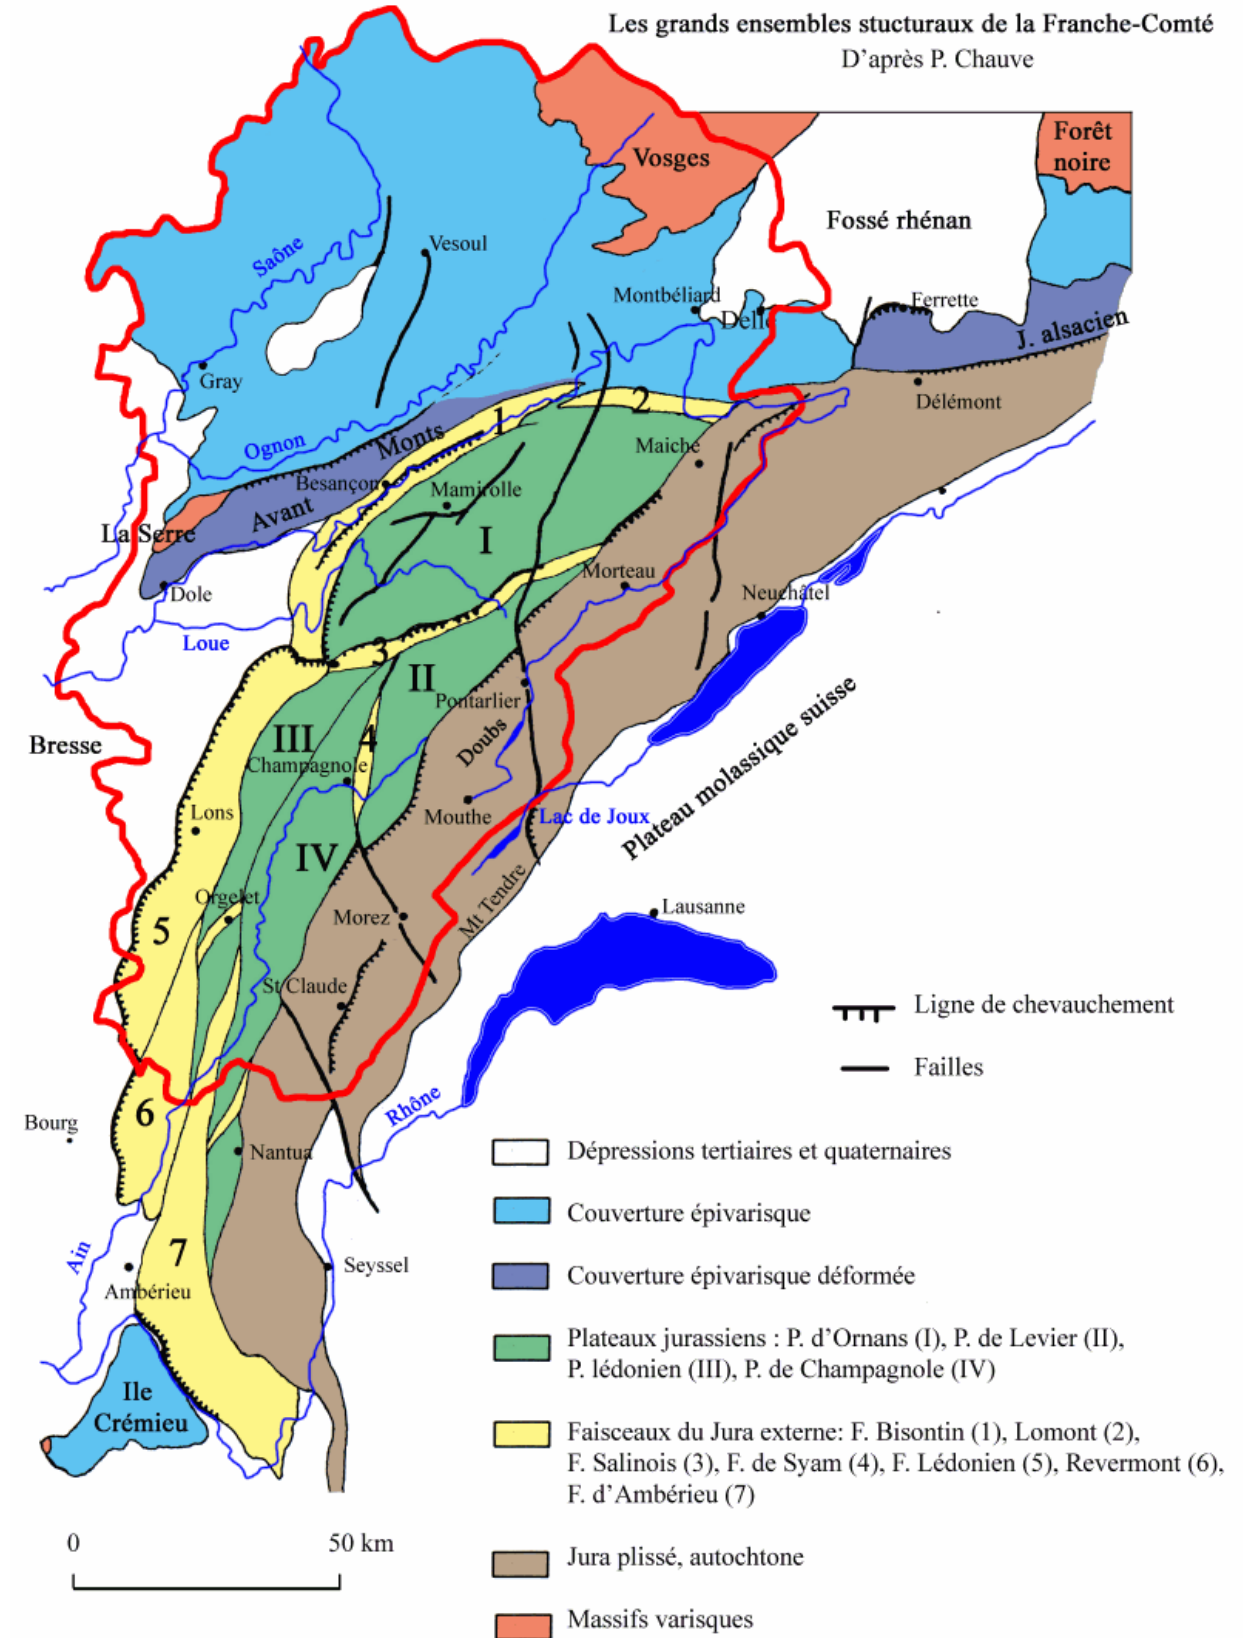 Les grands ensembles stucturaux de la Franche-Comté
D'après P. Chauve
Forêt
noire
Vosges
Fossé rhénan
Saône
Vesoul
Montbéliard
Delle
Ferrette
J. alsacien
Gray
Délémont
2
1
Ognon
Monts
Maiche
Besançon
Mamirolle
Avant
La Serre
I
Morteau
Dole
Neuchâtel
Loue
3
II
Pontarlier
Bresse
III
4
Doubs
Champagnole
Plateau molassique suisse
Lons
Mouthe
Lac de Joux
IV
Orgelet
Mt Tendre
Morez
Lausanne
5
St Claude
Ligne de chevauchement
Failles
6
Rhône
Bourg
Nantua
Dépressions tertiaires et quaternaires
Couverture épivarisque
7
Ain
Seyssel
Ambérieu
Couverture épivarisque déformée
Plateaux jurassiens : P. d'Ornans (I), P. de Levier (II),
P. lédonien (III), P. de Champagnole (IV)
Ile
Crémieu
Faisceaux du Jura externe: F. Bisontin (1), Lomont (2),
F. Salinois (3), F. de Syam (4), F. Lédonien (5), Revermont (6),
F. d'Ambérieu (7)
0 50 km
Jura plissé, autochtone
Massifs varisques